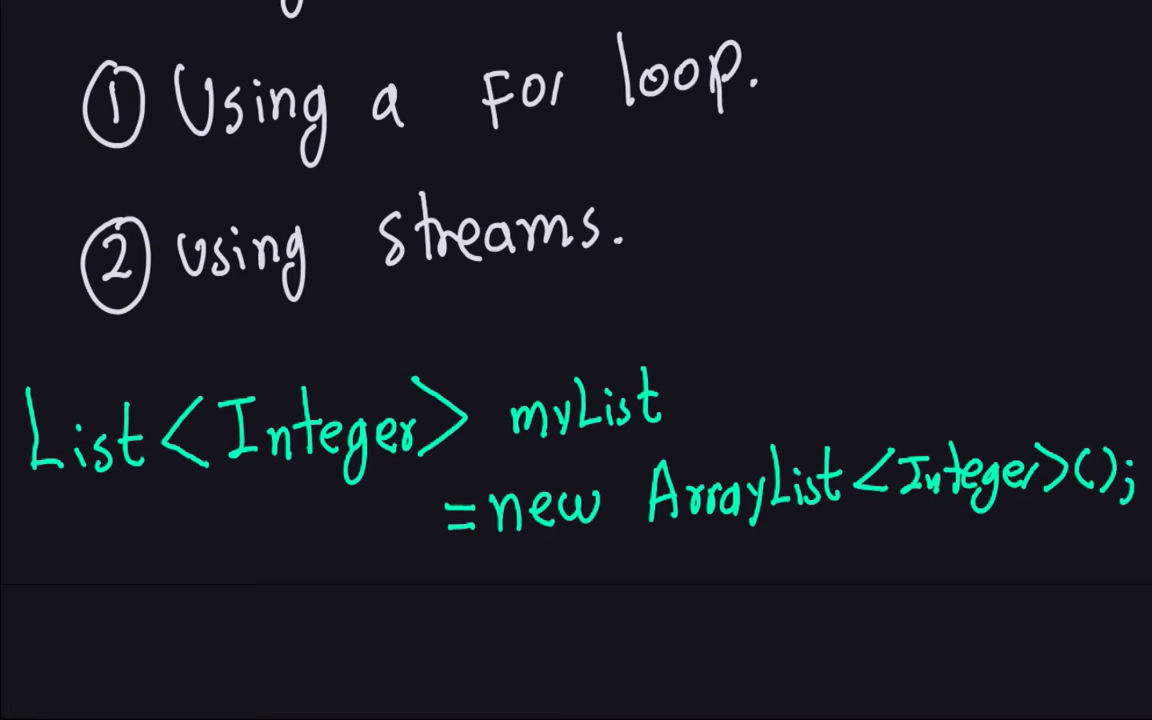 ① Using a For loop.
② Using streams.
List<Integer> myList
=new ArrayList<Integer>();